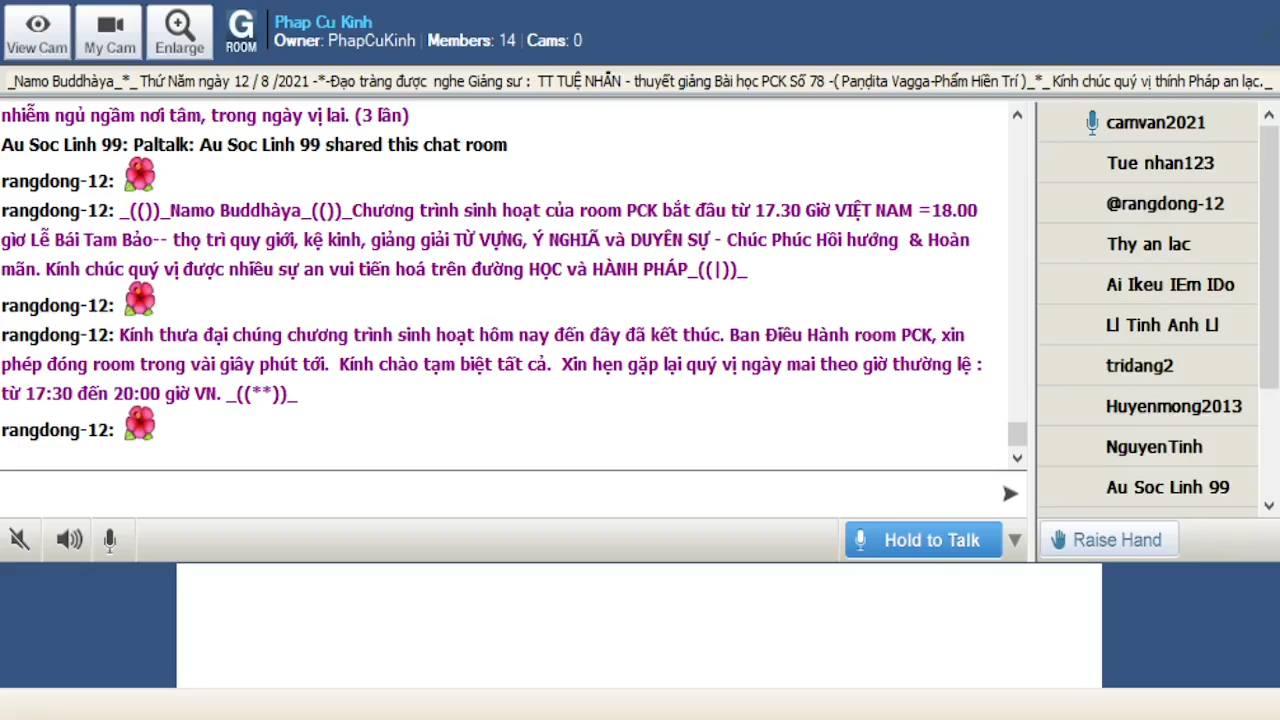 Phap Cu Kinh
Owner: PhapCuKinh | Members: 14 | Cams: 0
View Cam
My Cam
Enlarge
G
ROOM
_Namo Buddhàya_*_ Thứ Năm ngày 12 / 8 /2021 -*-Đạo tràng được nghe Giảng sư : TT TUỆ NHẪN - thuyết giảng Bài học PCK Số 78 -( Paṇḍita Vagga-Phẩm Hiền Trí )_*_ Kính chúc quý vị thính Pháp an lạc._
nhiễm ngủ ngầm nơi tâm, trong ngày vị lai. (3 lần)
Au Soc Linh 99: Paltalk: Au Soc Linh 99 shared this chat room
rangdong-12:
rangdong-12: _(())_Namo Buddhàya_(())_Chương trình sinh hoạt của room PCK bắt đầu từ 17.30 Giờ VIỆT NAM =18.00
giơ Lễ Bái Tam Bảo-- thọ trì quy giới, kệ kinh, giảng giải TỪ VỰNG, Ý NGHIÃ và DUYÊN SỰ - Chúc Phúc Hồi hướng & Hoàn
mãn. Kính chúc quý vị được nhiều sự an vui tiến hoá trên đường HỌC và HÀNH PHÁP_((|))_
rangdong-12:
rangdong-12: Kính thưa đại chúng chương trình sinh hoạt hôm nay đến đây đã kết thúc. Ban Điều Hành room PCK, xin
phép đóng room trong vài giây phút tới. Kính chào tạm biệt tất cả. Xin hẹn gặp lại quý vị ngày mai theo giờ thường lệ :
từ 17:30 đến 20:00 giờ VN. _((**))_
rangdong-12:
camvan2021
Tue nhan123
@rangdong-12
Thy an lac
Ai Ikeu IEm IDo
Ll Tinh Anh Ll
tridang2
Huyenmong2013
NguyenTinh
Au Soc Linh 99
Hold to Talk
Raise Hand